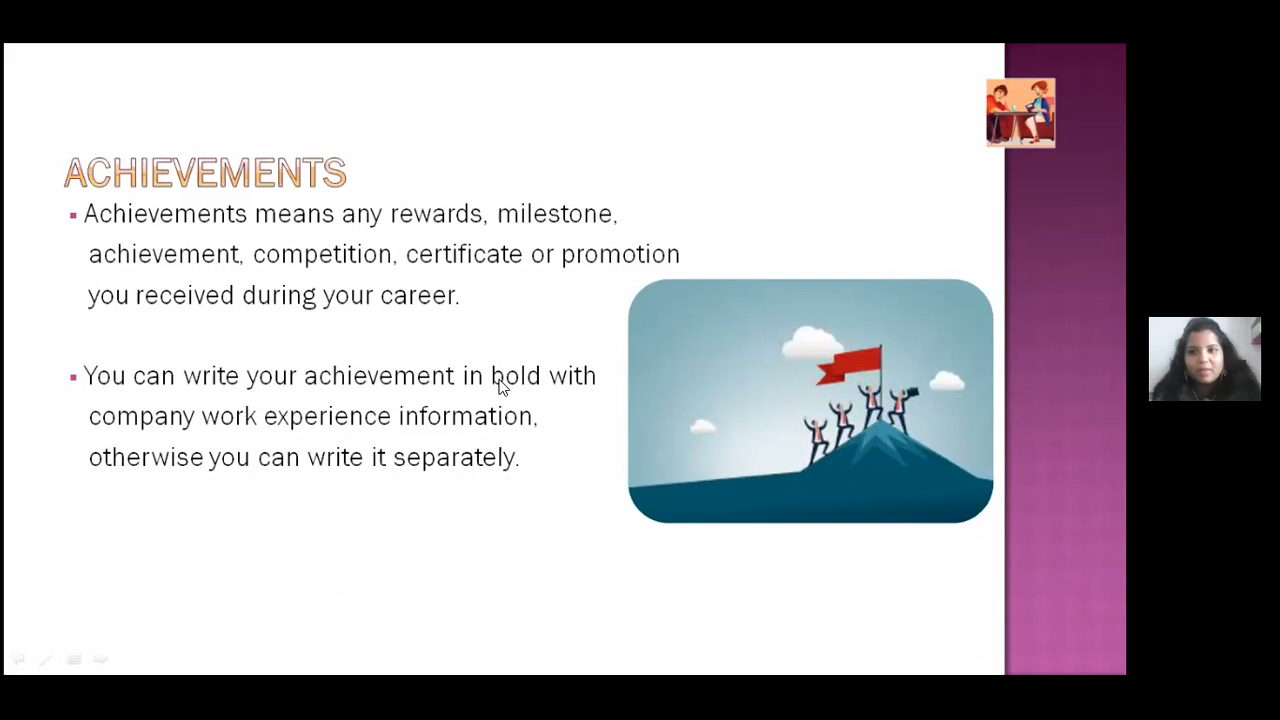 ACHIEVEMENTS
Achievements means any rewards, milestone,
achievement, competition, certificate or promotion
you received during your career.
You can write your achievement in bold with
company work experience information,
otherwise you can write it separately.